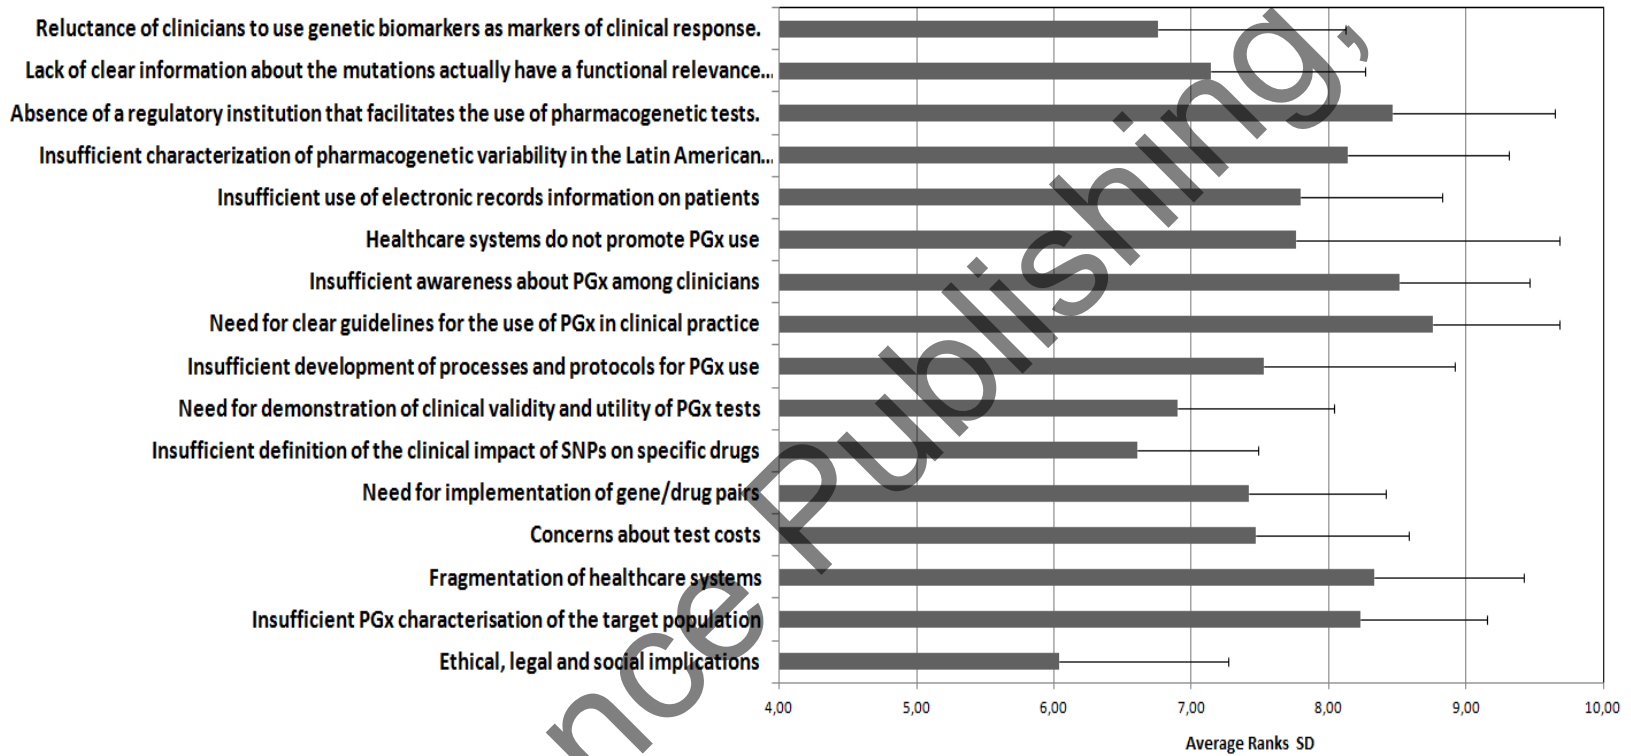 Reluctance of clinicians to use genetic biomarkers as markers of clinical response.
Lack of clear information about the mutations actually have a functional relevance...
Absence of a regulatory institution that facilitates the use of pharmacogenetic tests.
Insufficient characterization of pharmacogenetic variability in the Latin American...
Insufficient use of electronic records information on patients
Healthcare systems do not promote PGx use
Insufficient awareness about PGx among clinicians
Need for clear guidelines for the use of PGx in clinical practice
Insufficient development of processes and protocols for PGx use
Need for demonstration of clinical validity and utility of PGx tests
Insufficient definition of the clinical impact of SNPs on specific drugs
Need for implementation of gene/drug pairs
Concerns about test costs
Fragmentation of healthcare systems
Insufficient PGx characterisation of the target population
Ethical, legal and social implications
4,00 5,00 6,00 7,00 8,00 9,00 10,00
Average Ranks SD
nce Publishing,